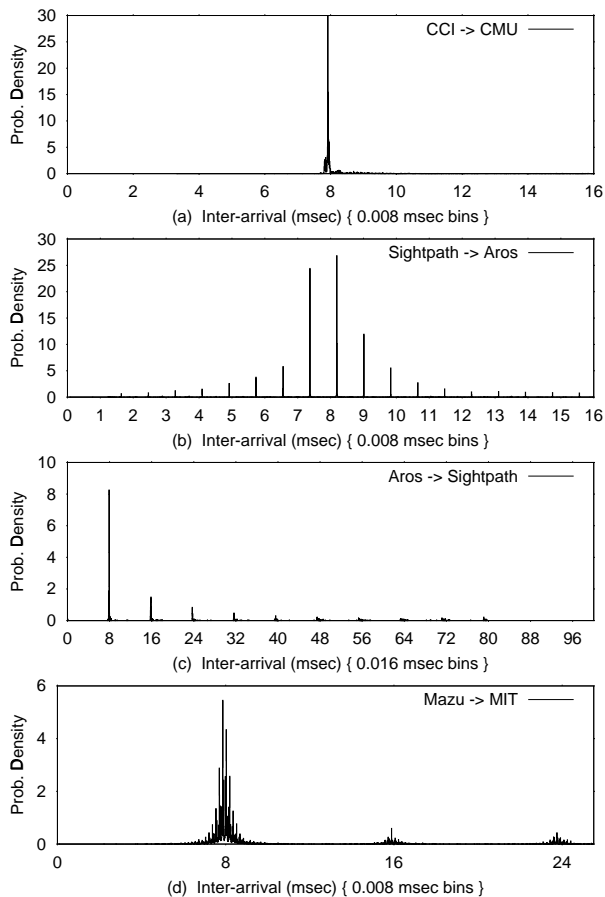 30
25
20
15
10
5
0
Prob. Density
CCI -> CMU
0 2 4 6 8 10 12 14 16
(a) Inter-arrival (msec) { 0.008 msec bins }
30
25
20
15
10
5
0
Prob. Density
Sightpath -> Aros
0 1 2 3 4 5 6 7 8 9 10 11 12 13 14 15 16
(b) Inter-arrival (msec) { 0.008 msec bins }
10
8
6
4
2
0
Prob. Density
Aros -> Sightpath
0 8 16 24 32 40 48 56 64 72 80 88 96
(c) Inter-arrival (msec) { 0.016 msec bins }
6
4
2
0
Prob. Density
Mazu -> MIT
0 8 16 24
(d) Inter-arrival (msec) { 0.008 msec bins }